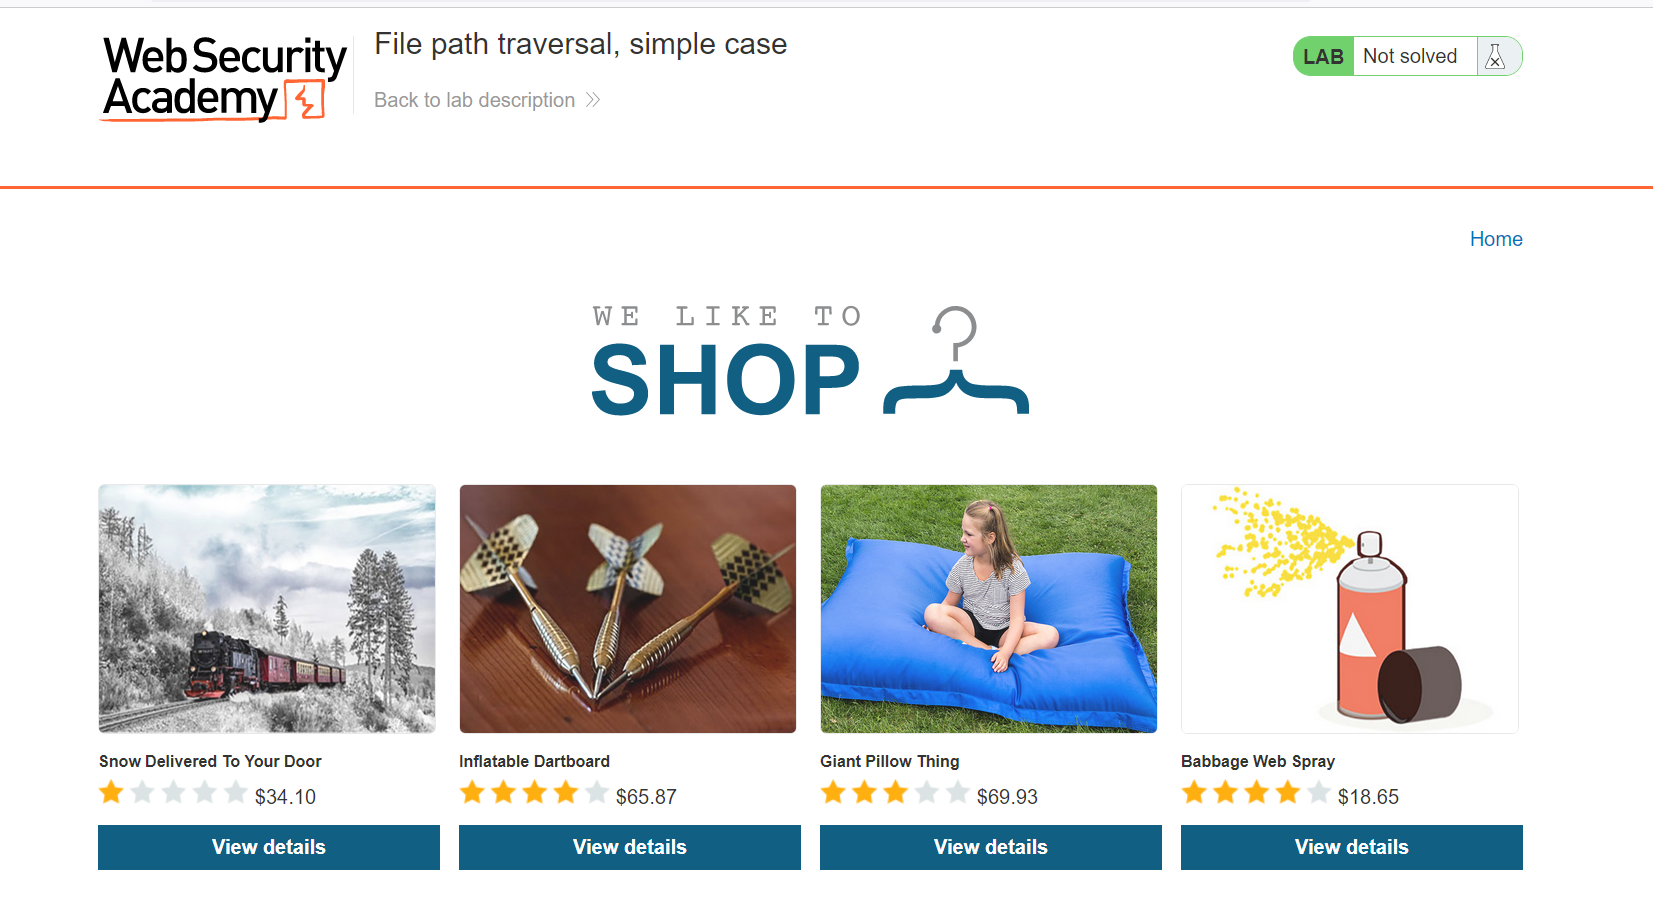 Web Security
Academy
File path traversal, simple case
Back to lab description
LAB Not solved
Home
WE LIKE TO
SHOP
Snow Delivered To Your Door
$34.10
View details
Inflatable Dartboard
$65.87
View details
Giant Pillow Thing
$69.93
View details
Babbage Web Spray
$18.65
View details